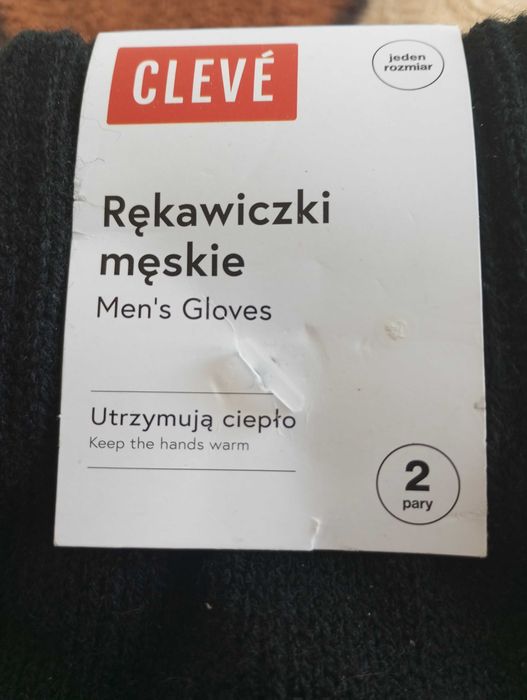 CLEVÉ
jeden
rozmiar
Rękawiczki
męskie
Men's Gloves
Utrzymują ciepło
Keep the hands warm
2
pary